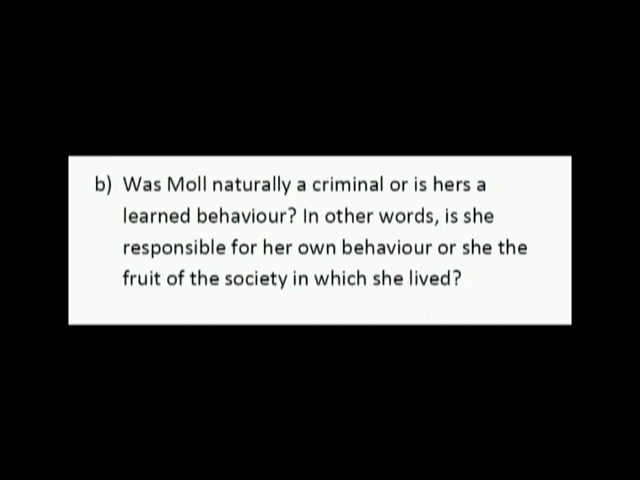 b) Was Moll naturally a criminal or is hers a
learned behaviour? In other words, is she
responsible for her own behaviour or she the
fruit of the society in which she lived?